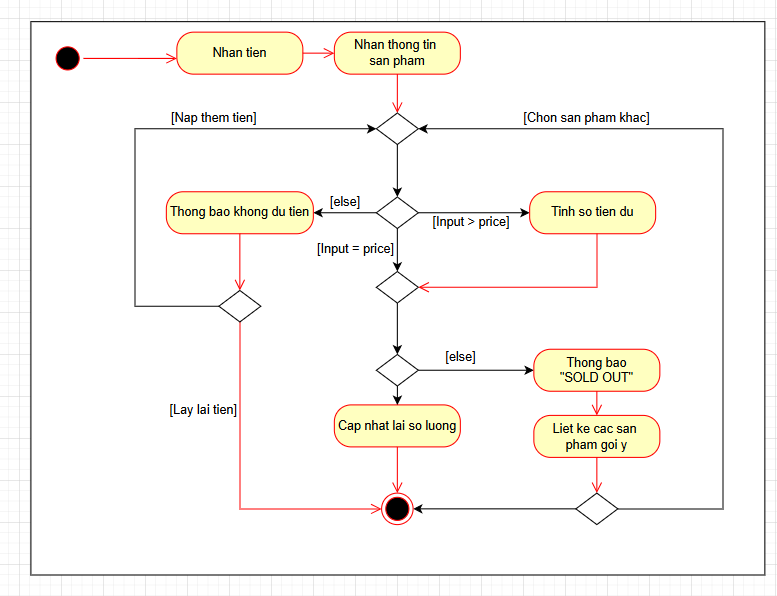 Nhan tien
Nhan thong tin
san pham
[Nap them tien]
[Chon san pham khac]
Thong bao khong du tien
[else]
[Input > price]
Tinh so tien du
[Input = price]
[else]
Thong bao
"SOLD OUT"
[Lay lai tien]
Cap nhat lai so luong
Liet ke cac san
pham goi y